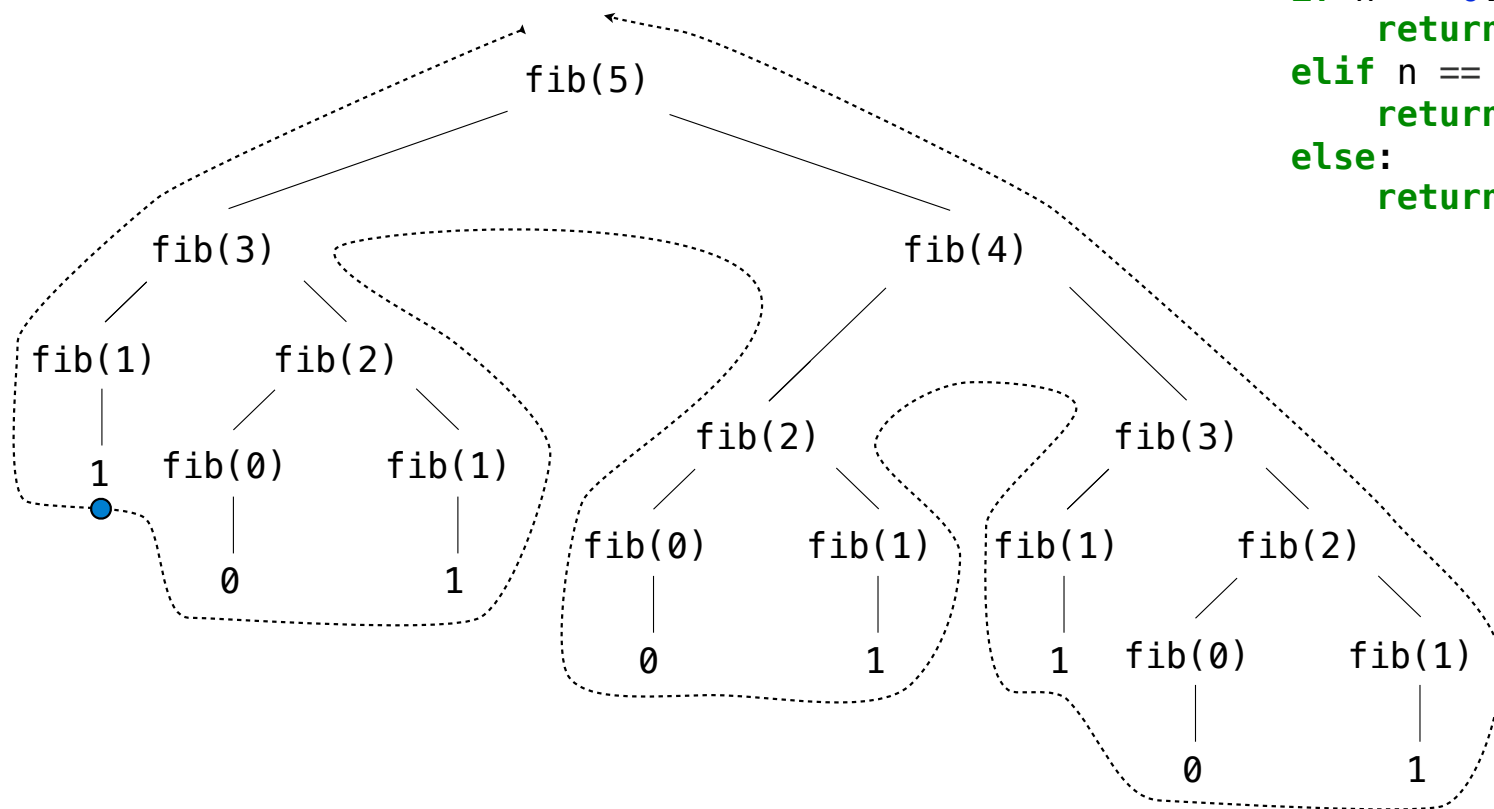 return
elif n ==
return
else:
return
fib(5)
fib(3)
fib(4)
fib(1)
fib(2)
fib(2)
fib(3)
1
fib(0)
fib(1)
fib(0)
fib(1)
fib(1)
fib(2)
0
1
0
1
1
fib(0)
fib(1)
0
1